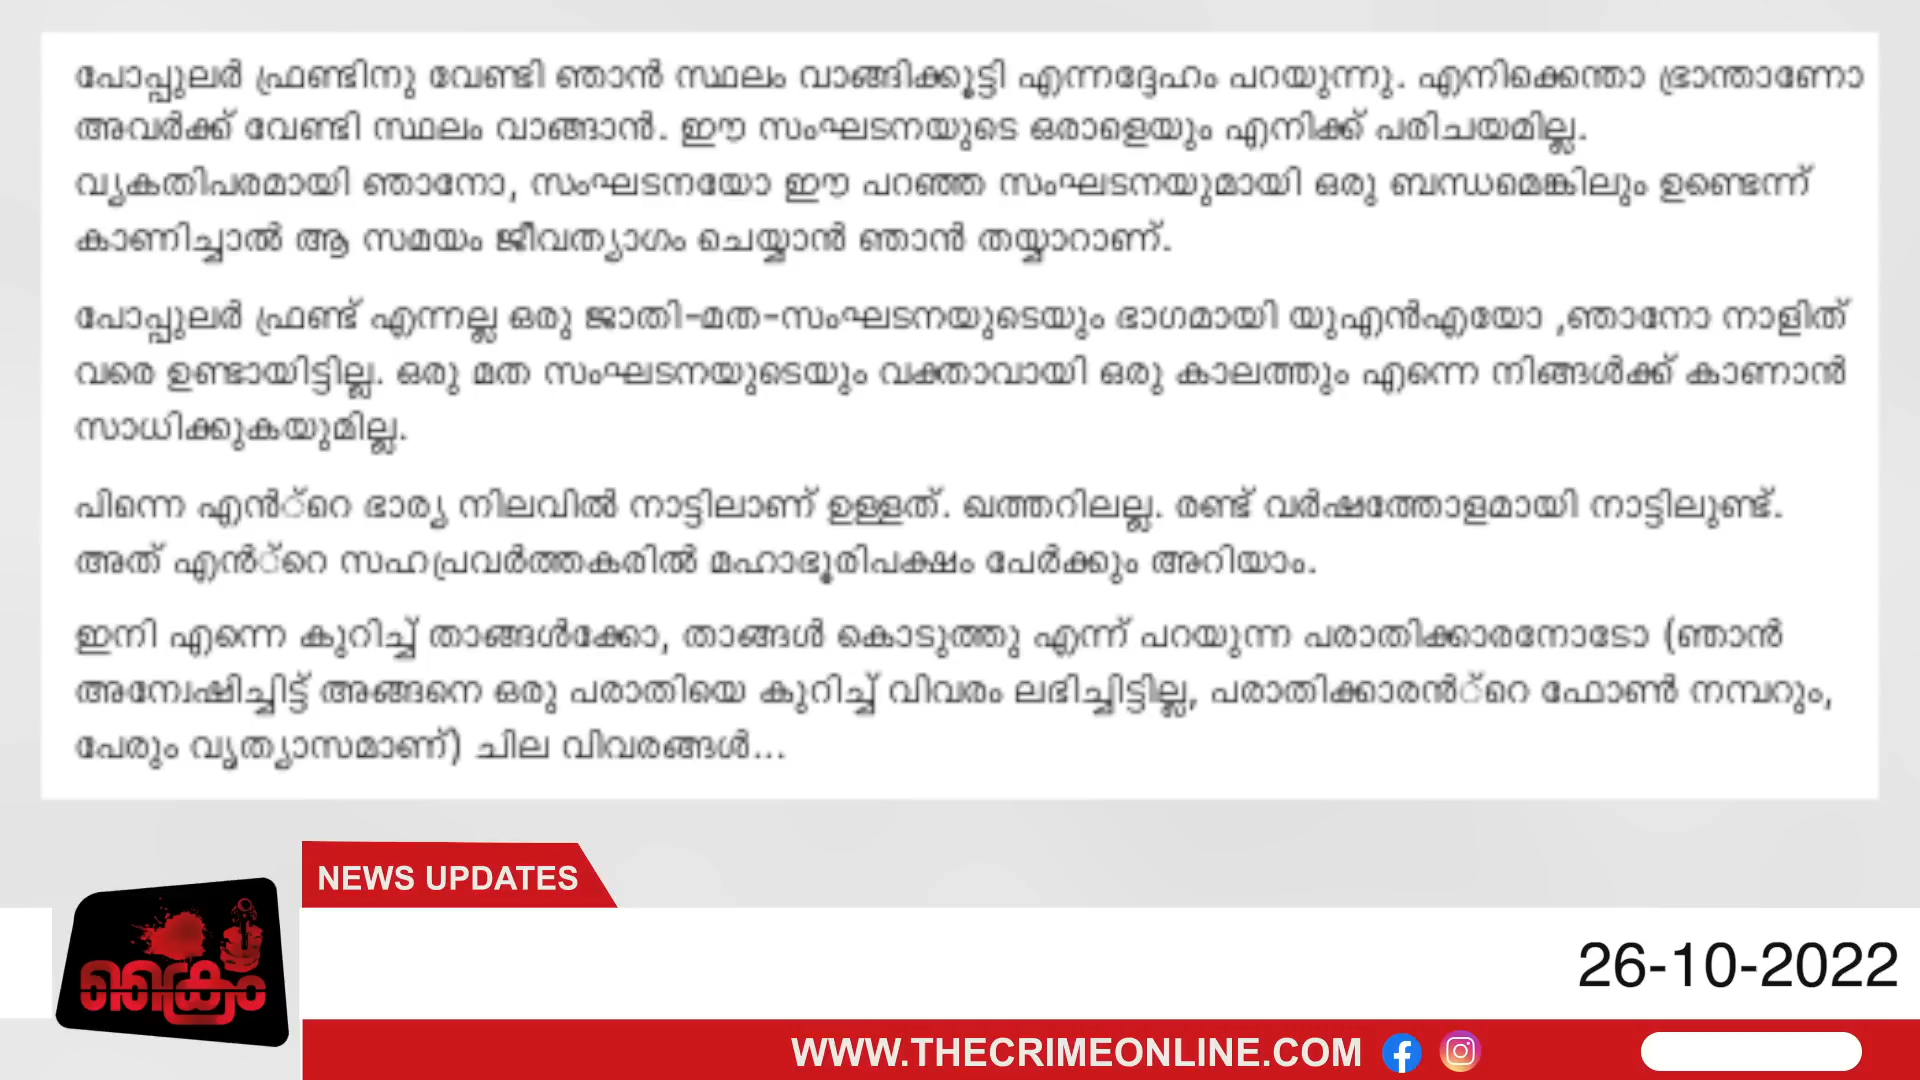 പോപ്പുലർ ഫ്രണ്ടിനു വേണ്ടി ഞാൻ സ്ഥലം വാങ്ങിക്കൂട്ടി എന്നദ്ദേഹം പറയുന്നു. എനിക്കെന്താ ഭ്രാന്താണോ
അവർക്ക് വേണ്ടി സ്ഥലം വാങ്ങാൻ. ഈ സംഘടനയുടെ ഒരാളെയും എനിക്ക് പരിചയമില്ല.
വ്യകതിപരമായി ഞാനോ, സംഘടനയോ ഈ പറഞ്ഞ സംഘടനയുമായി ഒരു ബന്ധമെങ്കിലും ഉണ്ടെന്ന്
കാണിച്ചാൽ ആ സമയം ജീവത്യാഗം ചെയ്യാൻ ഞാൻ തയ്യാറാണ്.
പോപ്പുലർ ഫ്രണ്ട് എന്നല്ല ഒരു ജാതി-മത-സംഘടനയുടെയും ഭാഗമായി യുഎൻഎയോ ,ഞാനോ നാളിത്
വരെ ഉണ്ടായിട്ടില്ല. ഒരു മത സംഘടനയുടെയും വക്താവായി ഒരു കാലത്തും എന്നെ നിങ്ങൾക്ക് കാണാൻ
സാധിക്കുകയുമില്ല.
പിന്നെ എൻ്റെ ഭാര്യ നിലവിൽ നാട്ടിലാണ് ഉള്ളത്. ഖത്തറിലല്ല. രണ്ട് വർഷത്തോളമായി നാട്ടിലുണ്ട്.
അത് എൻ്റെ സഹപ്രവർത്തകരിൽ മഹാഭൂരിപക്ഷം പേർക്കും അറിയാം.
ഇനി എന്നെ കുറിച്ച് താങ്ങൾക്കോ, താങ്ങൾ കൊടുത്തു എന്ന് പറയുന്ന പരാതിക്കാരനോടോ (ഞാൻ
അന്വേഷിച്ചിട്ട് അങ്ങനെ ഒരു പരാതിയെ കുറിച്ച് വിവരം ലഭിച്ചിട്ടില്ല, പരാതിക്കാരൻ്റെ ഫോൺ നമ്പറും,
പേരും വൃത്യാസമാണ്) ചില വിവരങ്ങൾ...
NEWS UPDATES
ക്രൈം
26-10-2022
WWW.THECRIMEONLINE.COM